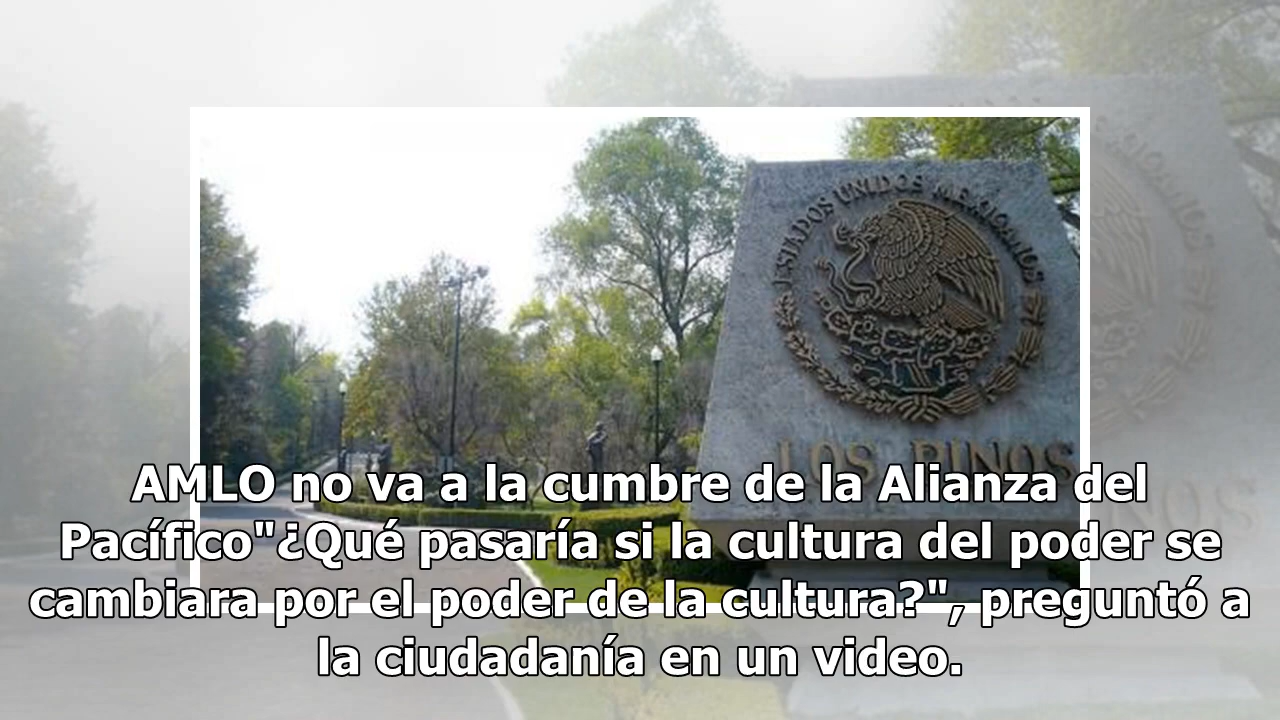 ESTADOS UNIDOS MEXICANOS
LOS PINOS
AMLO no va a la cumbre de la Alianza del
Pacífico"¿Qué pasaría si la cultura del poder se
cambiara por el poder de la cultura?", preguntó a
la ciudadanía en un video.